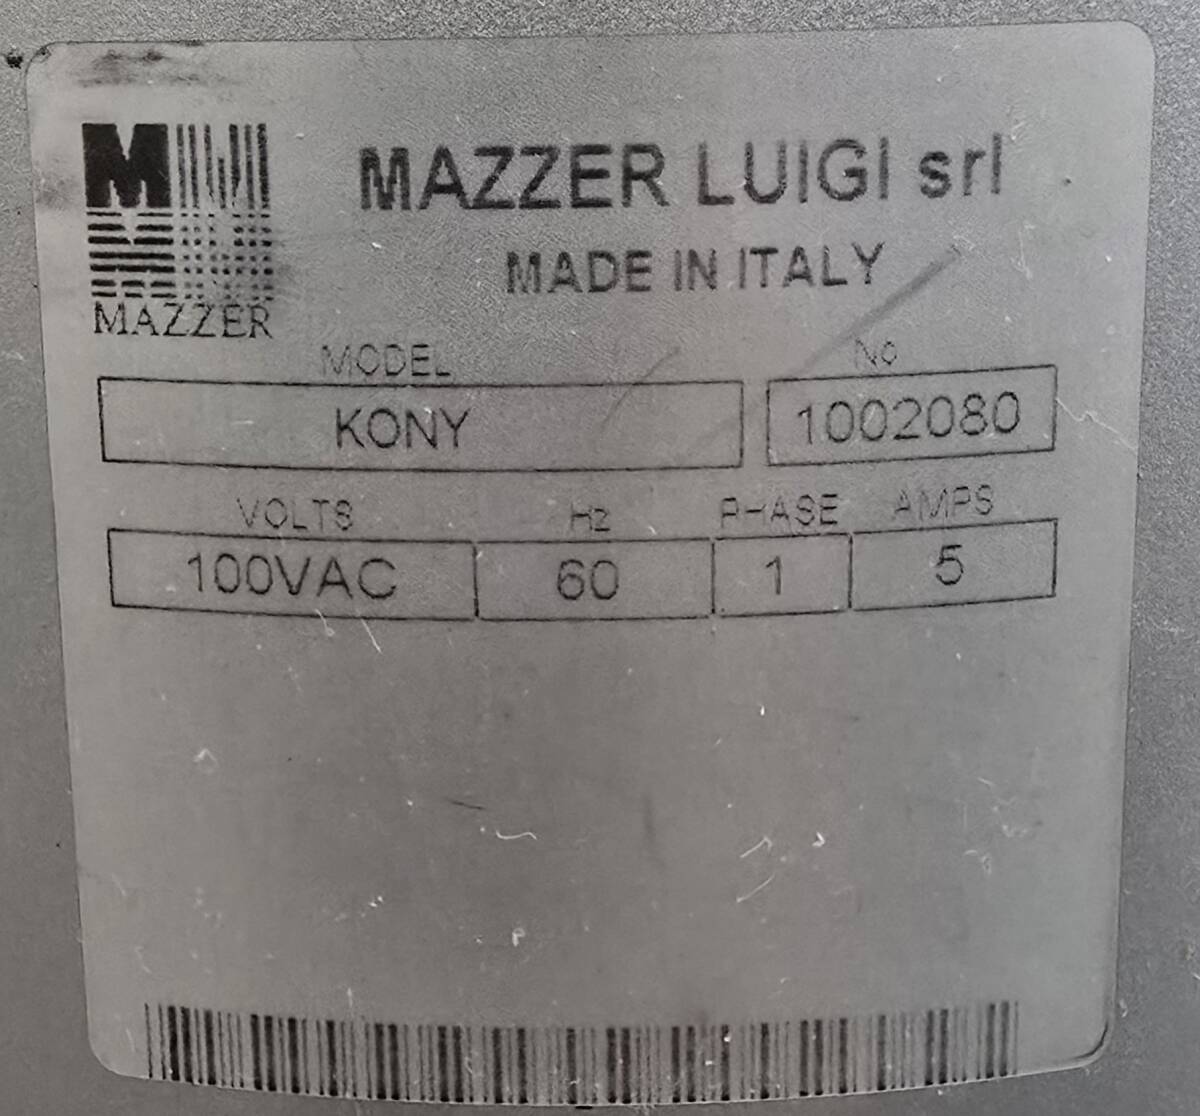 M
MAZZER
MAZZER LUIGI srl
MADE IN ITALY
MODEL No
KONY 1002080
VOLTS Hz PHASE AMPS
100VAC 60 1 5